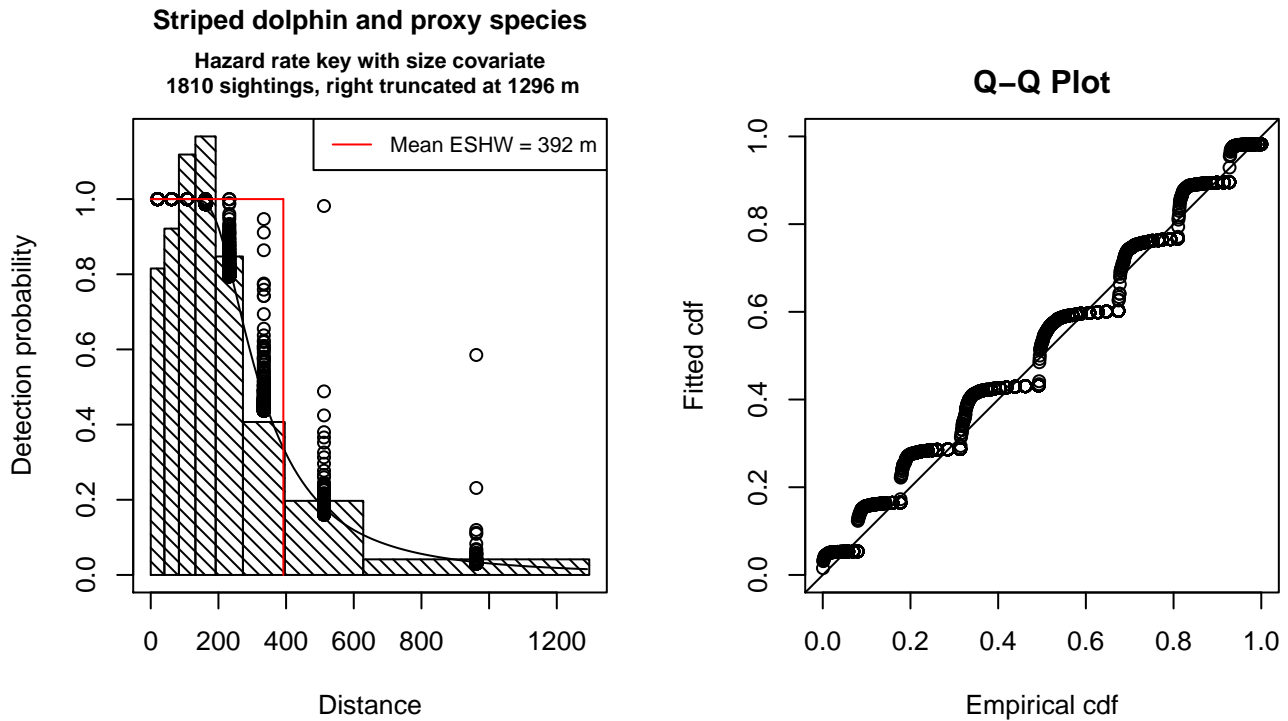 Striped dolphin and proxy species
Hazard rate key with size covariate
1810 sightings, right truncated at 1296 m
Mean ESHW = 392 m
Detection probability
1.0
0.8
0.6
0.4
0.2
0.0
0 200 400 600 800 1200
Distance
Q−Q Plot
Fitted cdf
1.0
0.8
0.6
0.4
0.2
0.0
0.0 0.2 0.4 0.6 0.8 1.0
Empirical cdf